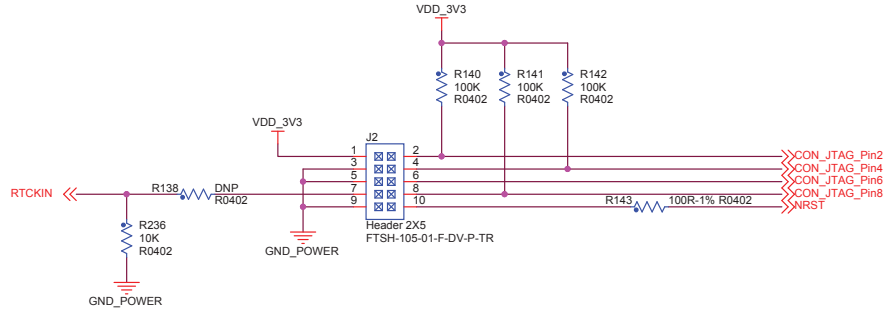 VDD_3V3
R140
100K
R0402
R141
100K
R0402
R142
100K
R0402
VDD_3V3
J2
1
2
3
4
5
6
7
8
9
10
CON_JTAG_Pin2
CON_JTAG_Pin4
CON_JTAG_Pin6
CON_JTAG_Pin8
NRST
RTCKIN
R138
DNP
R0402
R143
100R-1% R0402
R236
10K
R0402
Header 2X5
FTSH-105-01-F-DV-P-TR
GND_POWER
GND_POWER